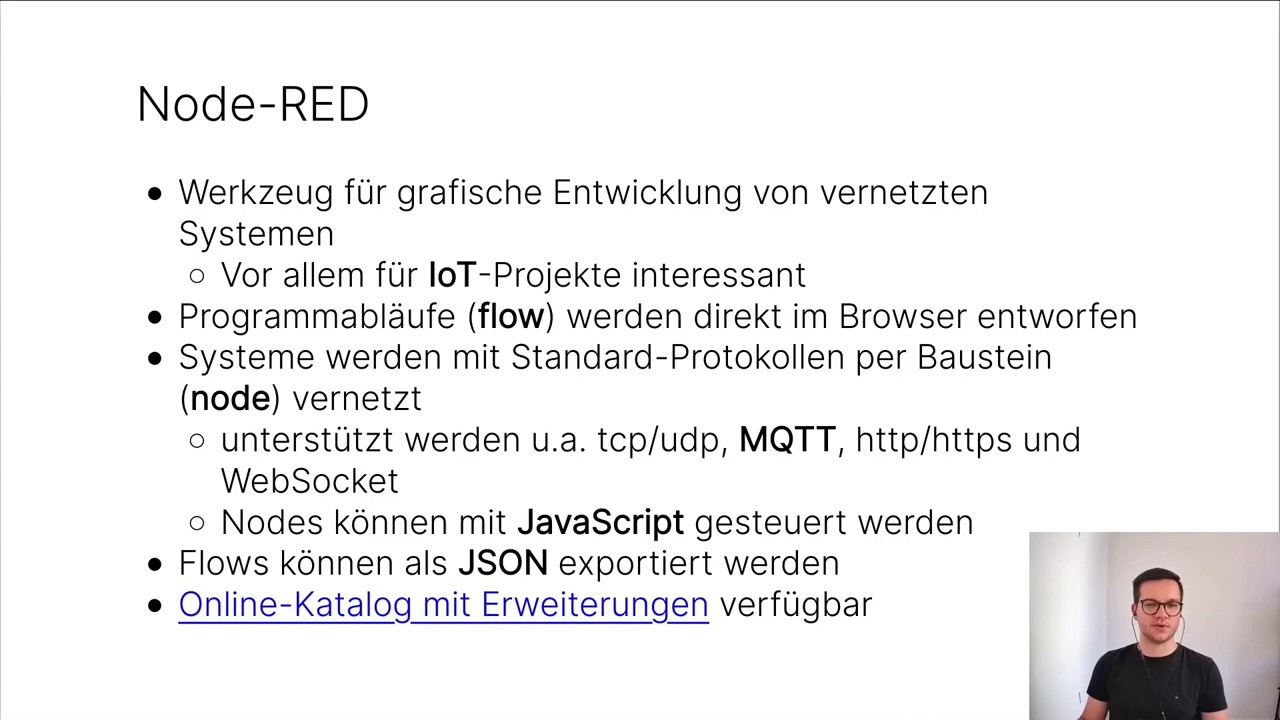 Node-RED
• Werkzeug für grafische Entwicklung von vernetzten
Systemen
○ Vor allem für IoT-Projekte interessant
• Programmabläufe (flow) werden direkt im Browser entworfen
• Systeme werden mit Standard-Protokollen per Baustein
(node) vernetzt
○ unterstützt werden u.a. tcp/udp, MQTT, http/https und
WebSocket
○ Nodes können mit JavaScript gesteuert werden
• Flows können als JSON exportiert werden
• Online-Katalog mit Erweiterungen verfügbar